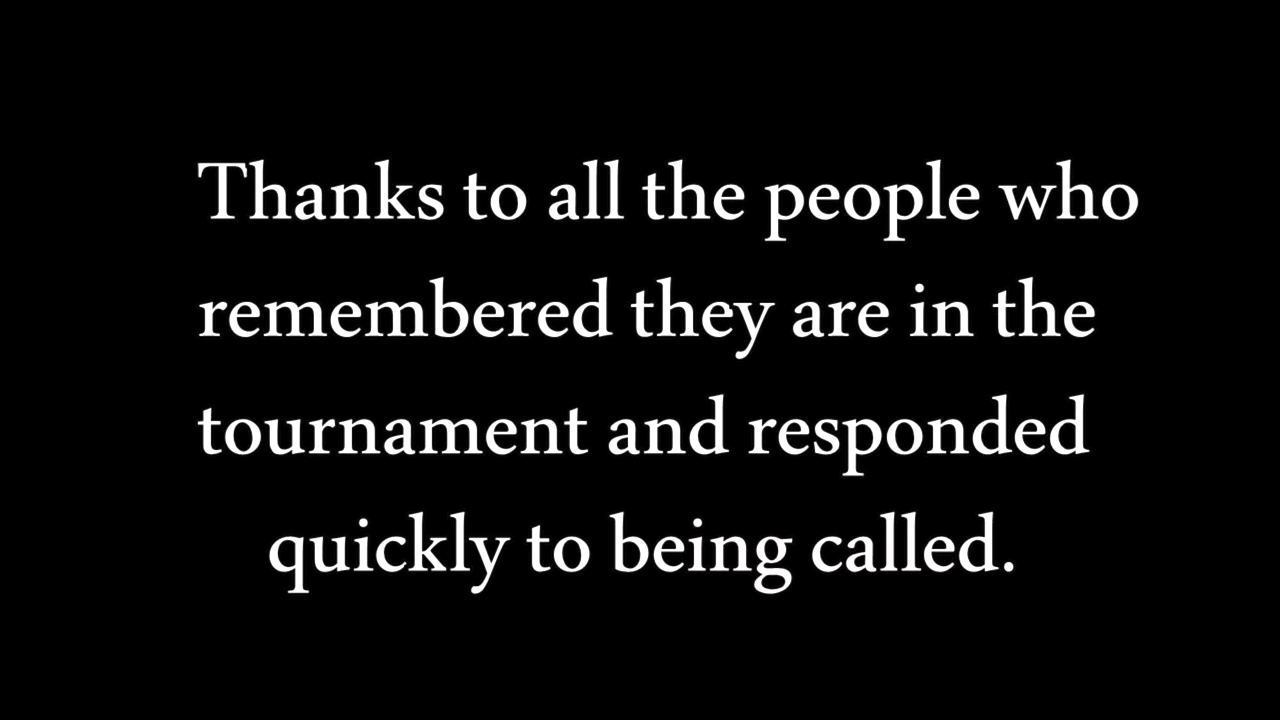 Thanks to all the people who
remembered they are in the
tournament and responded
quickly to being called.